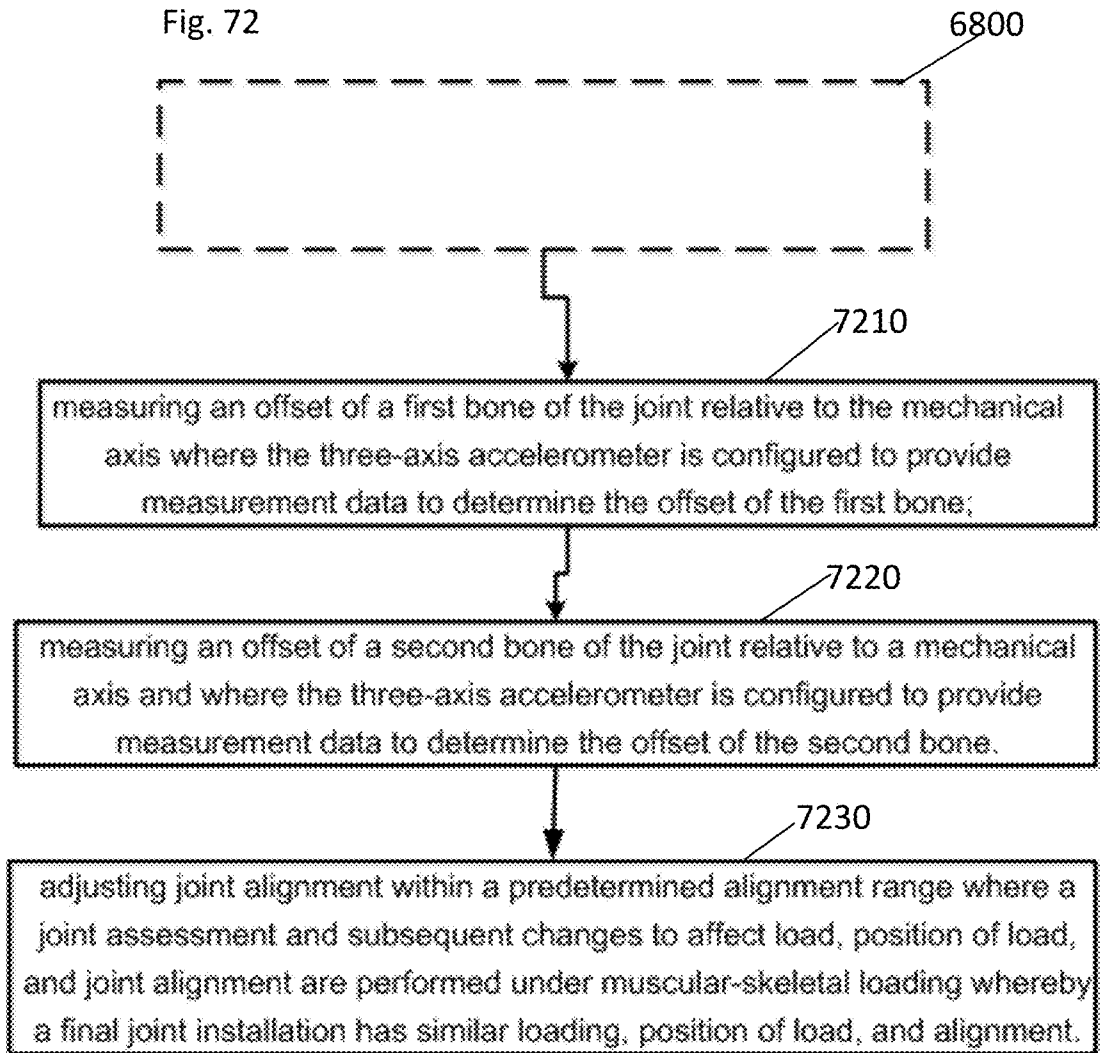 Fig. 72
6800
7210
measuring an offset of a first bone of the joint relative to the mechanical
axis where the three-axis accelerometer is configured to provide
measurement data to determine the offset of the first bone;
7220
measuring an offset of a second bone of the joint relative to a mechanical
axis and where the three-axis accelerometer is configured to provide
measurement data to determine the offset of the second bone.
7230
adjusting joint alignment within a predetermined alignment range where a
joint assessment and subsequent changes to affect load, position of load,
and joint alignment are performed under muscular-skeletal loading whereby
a final joint installation has similar loading, position of load, and alignment.